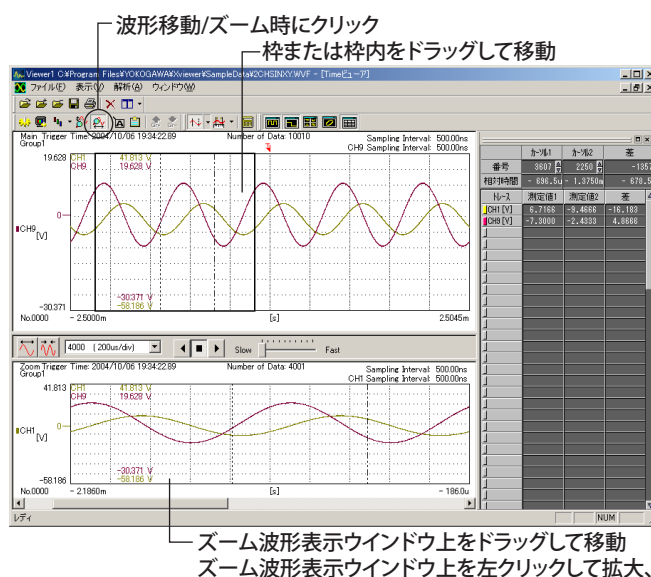 波形移動/ズーム時にクリック
枠または枠内をドラッグして移動
Viewer1 C¥Program Files¥YOKOGAWA¥Xviewer¥SampleData¥2CHSINXY.WVF - [Timeビューア]
ファイル(F) 表示(V) 解析(A) ウィンドウ(W)
Main Trigger Time: 2004/10/06 19:34:22.89 Number of Data: 10010 Sampling Interval: 500.00ns
Group1 CH9 Sampling Interval: 500.00ns
19.628 CH1 41.813 V
CH9 19.628 V
0
CH9 [V]
-30.371 V
-30.371 -58.186 V
No.0000 - 2.5000m [s] 2.5045m
カーソル1 カーソル2 差
番号 3607 2250 -1357
相対時間 - 696.5u - 1.3750m - 678.5
トレース 測定値1 測定値2 差
CH1 [V] 6.7166 -9.4666 -16.183
CH9 [V] -7.3000 -2.4333 4.8666
4000 (200us/div) Slow Fast
Zoom Trigger Time: 2004/10/06 19:34:22.89 Number of Data: 4001 Sampling Interval: 500.00ns
Group1 CH1 Sampling Interval: 500.00ns
41.813 CH1 41.813 V
CH9 19.628 V
0
CH1 [V]
-30.371 V
-58.186 -58.186 V
No.0000 - 2.1860m [s] - 186.0u
レディ NUM
ズーム波形表示ウインドウ上をドラッグして移動
ズーム波形表示ウインドウ上を左クリックして拡大、